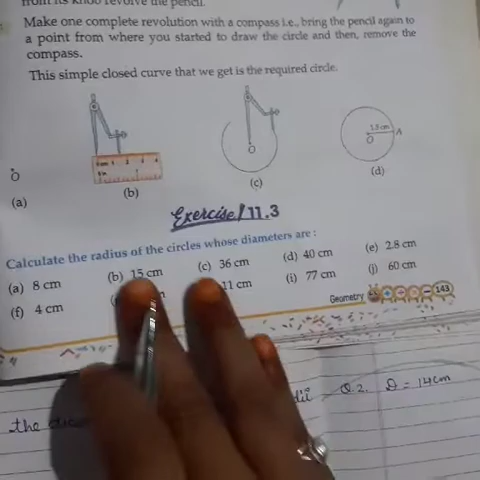 from its knob revolve the pencil.
Make one complete revolution with a compass i.e., bring the pencil again to
a point from where you started to draw the circle and then, remove the
compass.
This simple closed curve that we get is the required circle.
O
(a)
(b)
O
(c)
O
A
(d)
Exercise 11.3
Calculate the radius of the circles whose diameters are :
(a) 8 cm (b) 15 cm (c) 36 cm (d) 40 cm (e) 2.8 cm
(f) 4 cm 11 cm (i) 77 cm (j) 60 cm
Geometry 143
the Q.2. D = 14cm